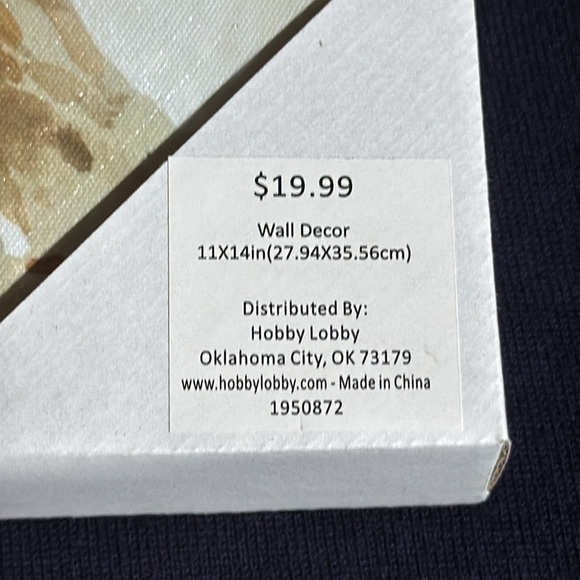 $19.99
Wall Decor
11X14in(27.94X35.56cm)
Distributed By:
Hobby Lobby
Oklahoma City, OK 73179
www.hobbylobby.com - Made in China
1950872